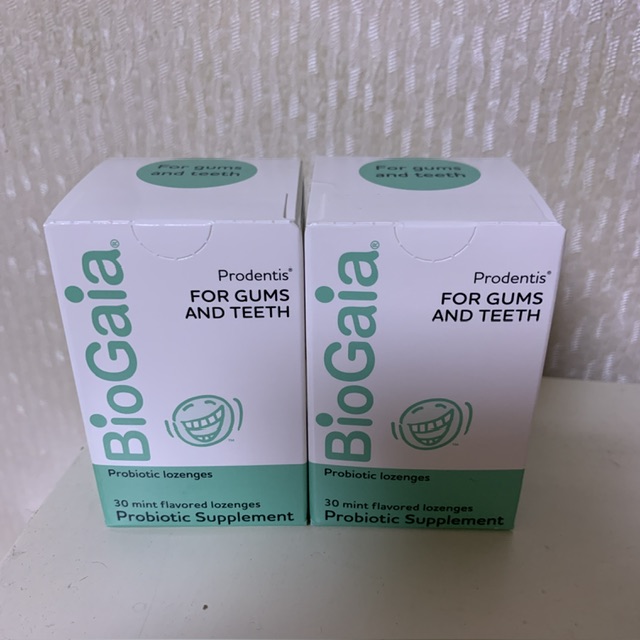 For gums
and teeth
BioGaia®
Prodentis®
FOR GUMS
AND TEETH
Probiotic lozenges
30 mint flavored lozenges
Probiotic Supplement
For gums
and teeth
BioGaia®
Prodentis®
FOR GUMS
AND TEETH
Probiotic lozenges
30 mint flavored lozenges
Probiotic Supplement